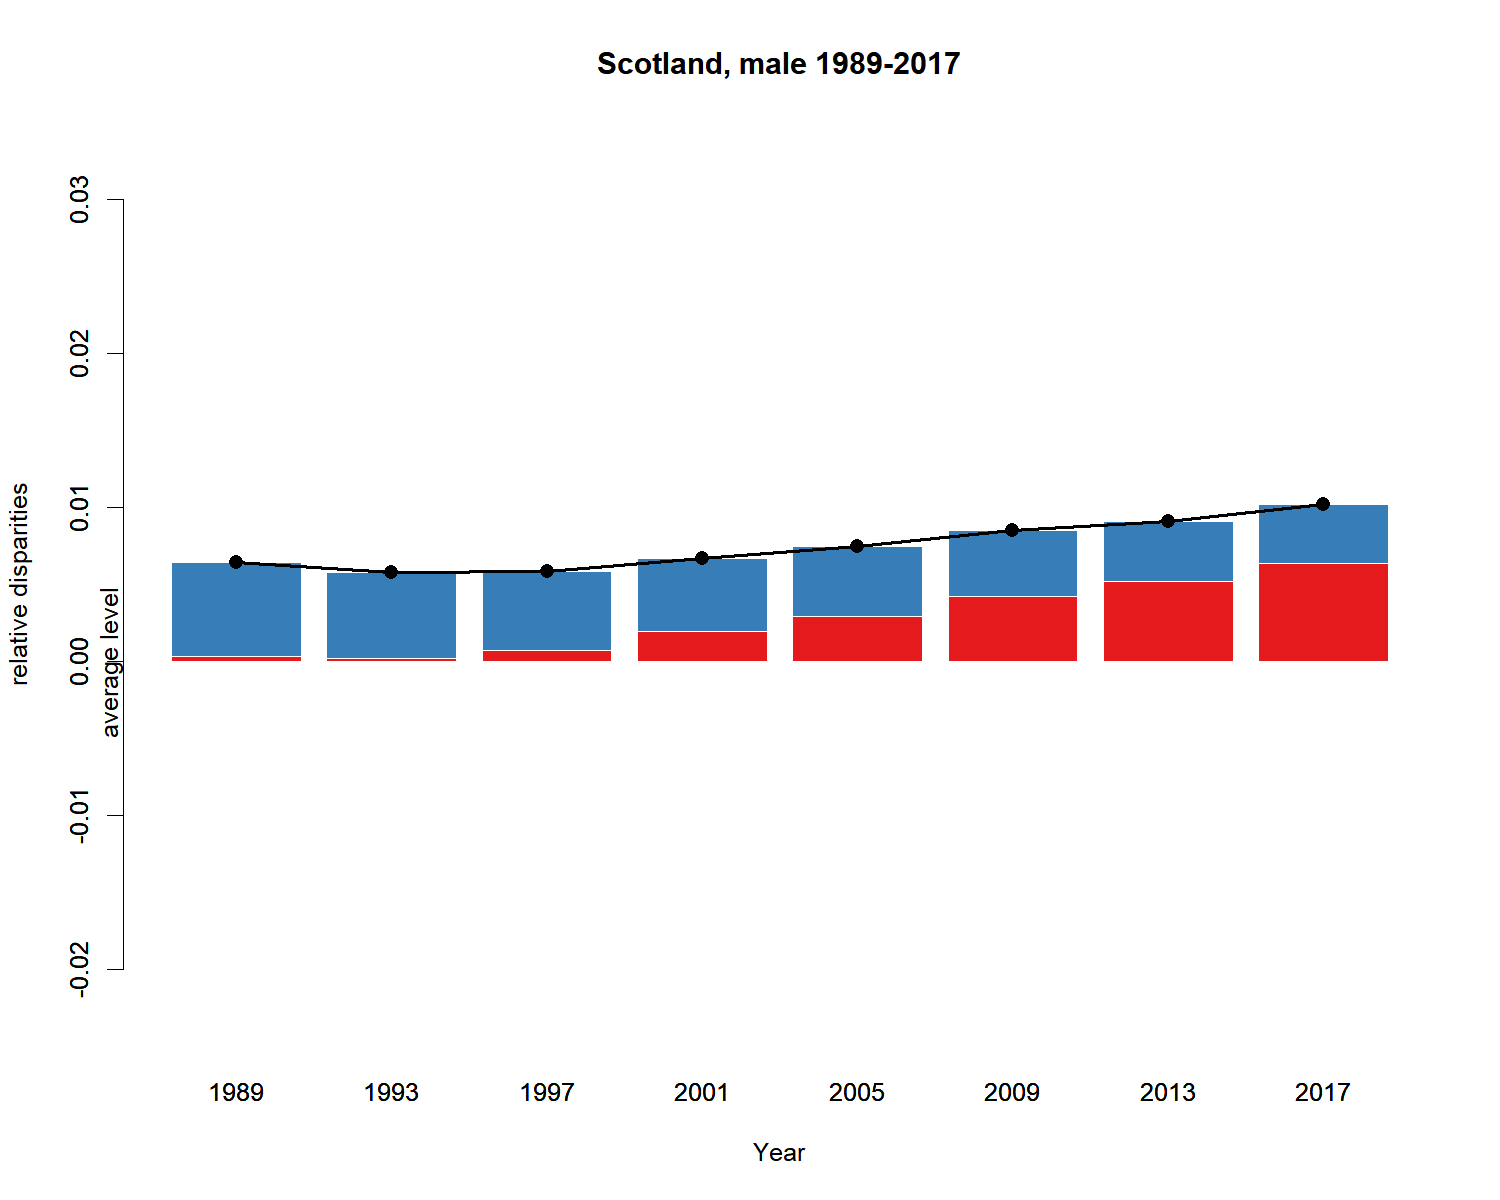 Scotland, male 1989-2017
relative disparities
average level
0.03
0.02
0.01
0.00
-0.01
-0.02
1989 1993 1997 2001 2005 2009 2013 2017
Year